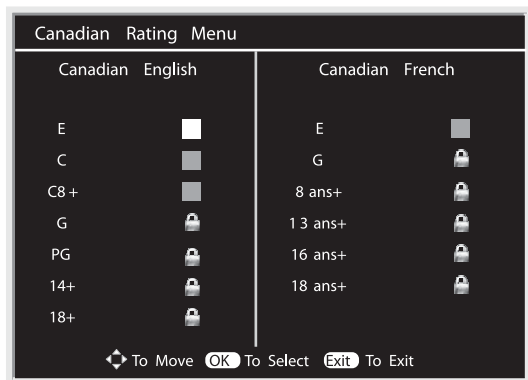 Canadian Rating Menu
Canadian English
E
C
C8 +
G
PG
14+
18+
Canadian French
E
G
8 ans+
13 ans+
16 ans+
18 ans+
To Move OK To Select Exit To Exit